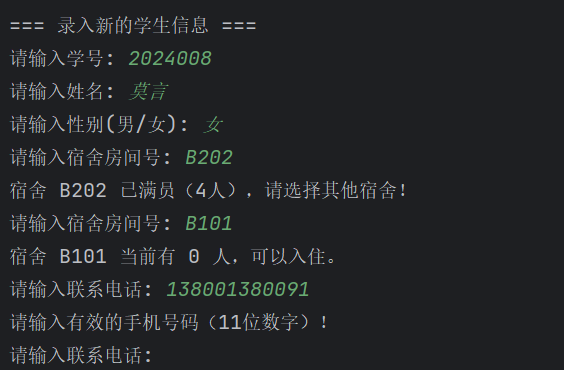 === 录入新的学生信息 ===
请输入学号: 2024008
请输入姓名: 莫言
请输入性别(男/女): 女
请输入宿舍房间号: B202
宿舍 B202 已满员（4人），请选择其他宿舍!
请输入宿舍房间号: B101
宿舍 B101 当前有 0 人，可以入住。
请输入联系电话: 138001380091
请输入有效的手机号码（11位数字）!
请输入联系电话: